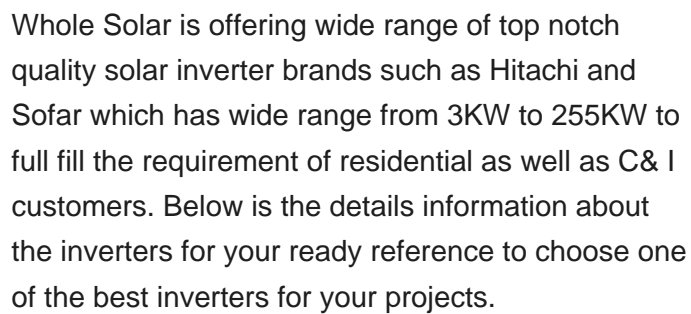 Whole Solar is offering wide range of top notch
quality solar inverter brands such as Hitachi and
Sofar which has wide range from 3KW to 255KW to
full fill the requirement of residential as well as C& I
customers. Below is the details information about
the inverters for your ready reference to choose one
of the best inverters for your projects.